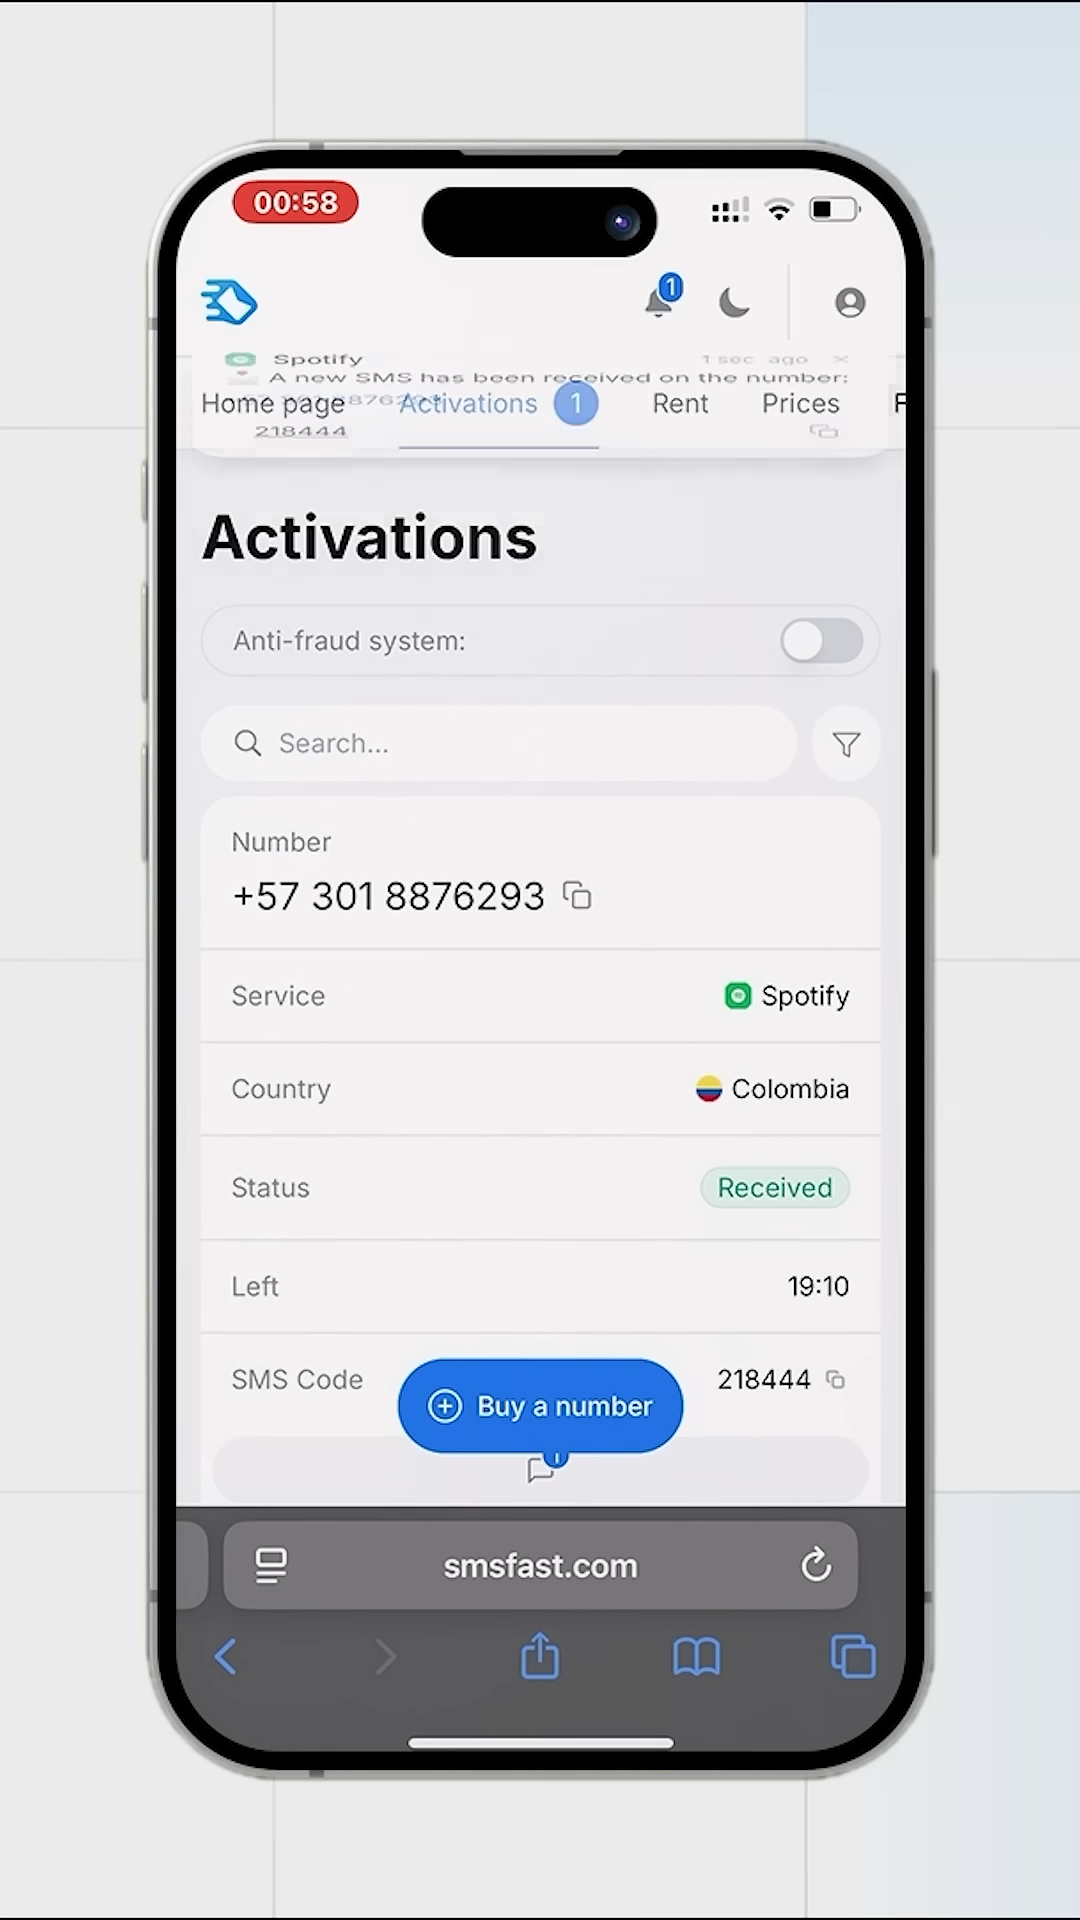 00:58
1
Spotify
1 sec ago
A new SMS has been received on the number:
Home page
Activations
1
Rent
Prices
218444
Activations
Anti-fraud system:
Search...
Number
+57 301 8876293
Service
Spotify
Country
Colombia
Status
Received
Left
19:10
SMS Code
218444
Buy a number
smsfast.com